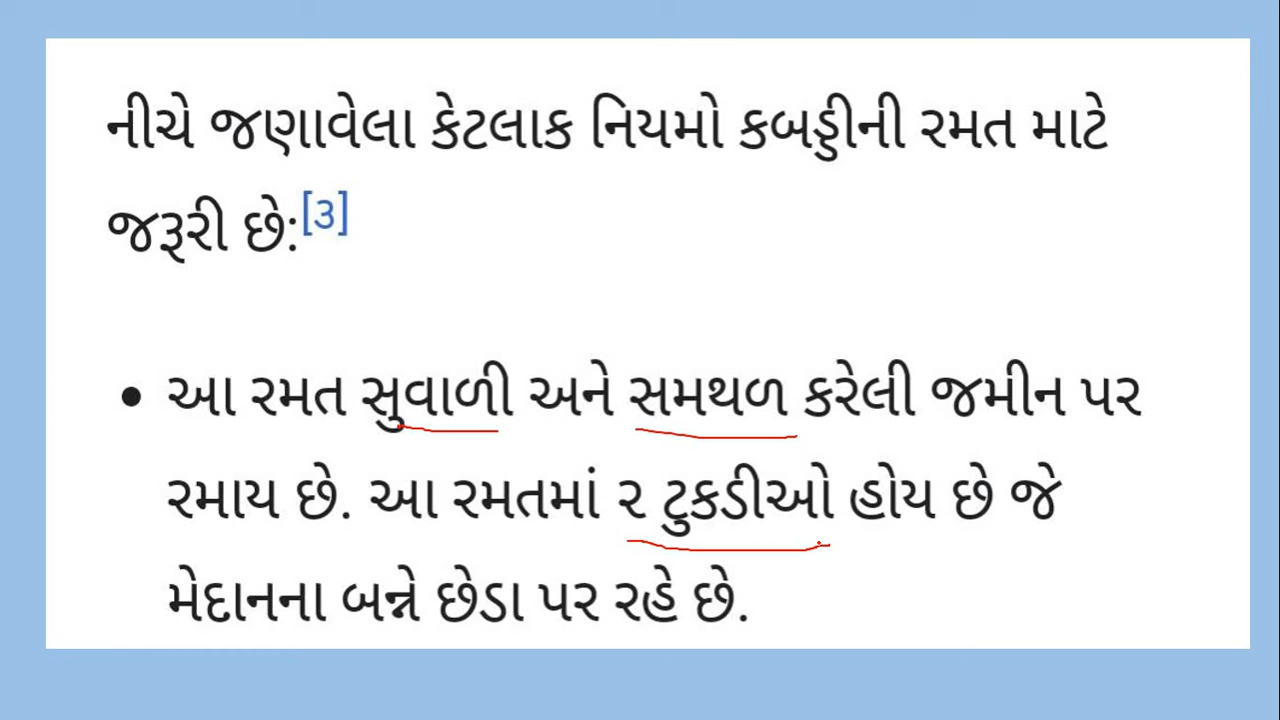 નીચે જણાવેલા કેટલાક નિયમો કબડ્ડીની રમત માટે
જરૂરી છે:[૩]
• આ રમત સુવાળી અને સમથળ કરેલી જમીન પર
રમાય છે. આ રમતમાં ૨ ટુકડીઓ હોય છે જે
મેદાનના બન્ને છેડા પર રહે છે.